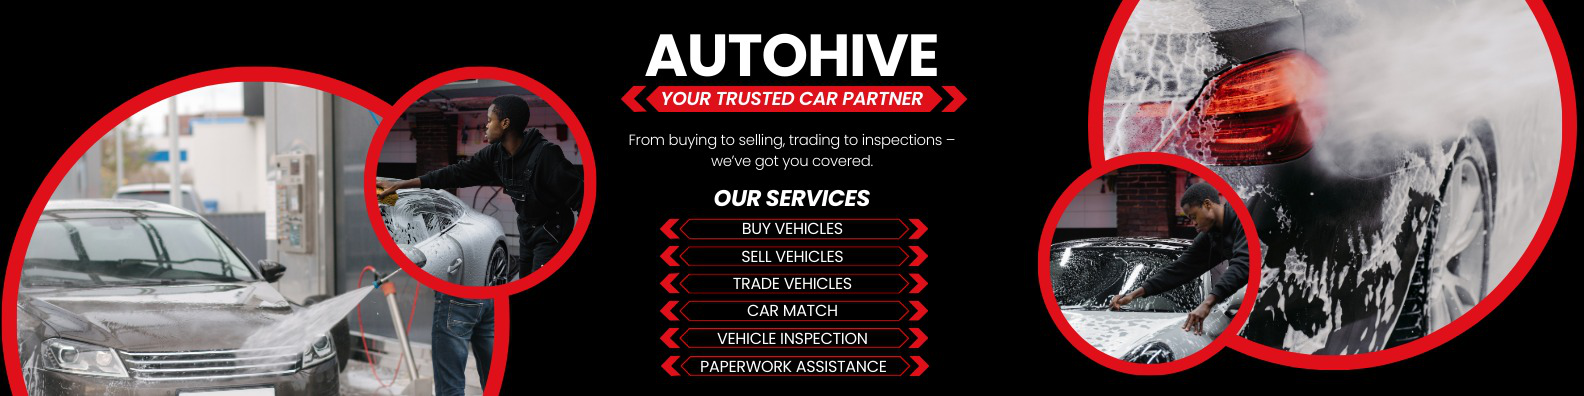 AUTOHIVE
YOUR TRUSTED CAR PARTNER
From buying to selling, trading to inspections –
we've got you covered.
OUR SERVICES
BUY VEHICLES
SELL VEHICLES
TRADE VEHICLES
CAR MATCH
VEHICLE INSPECTION
PAPERWORK ASSISTANCE